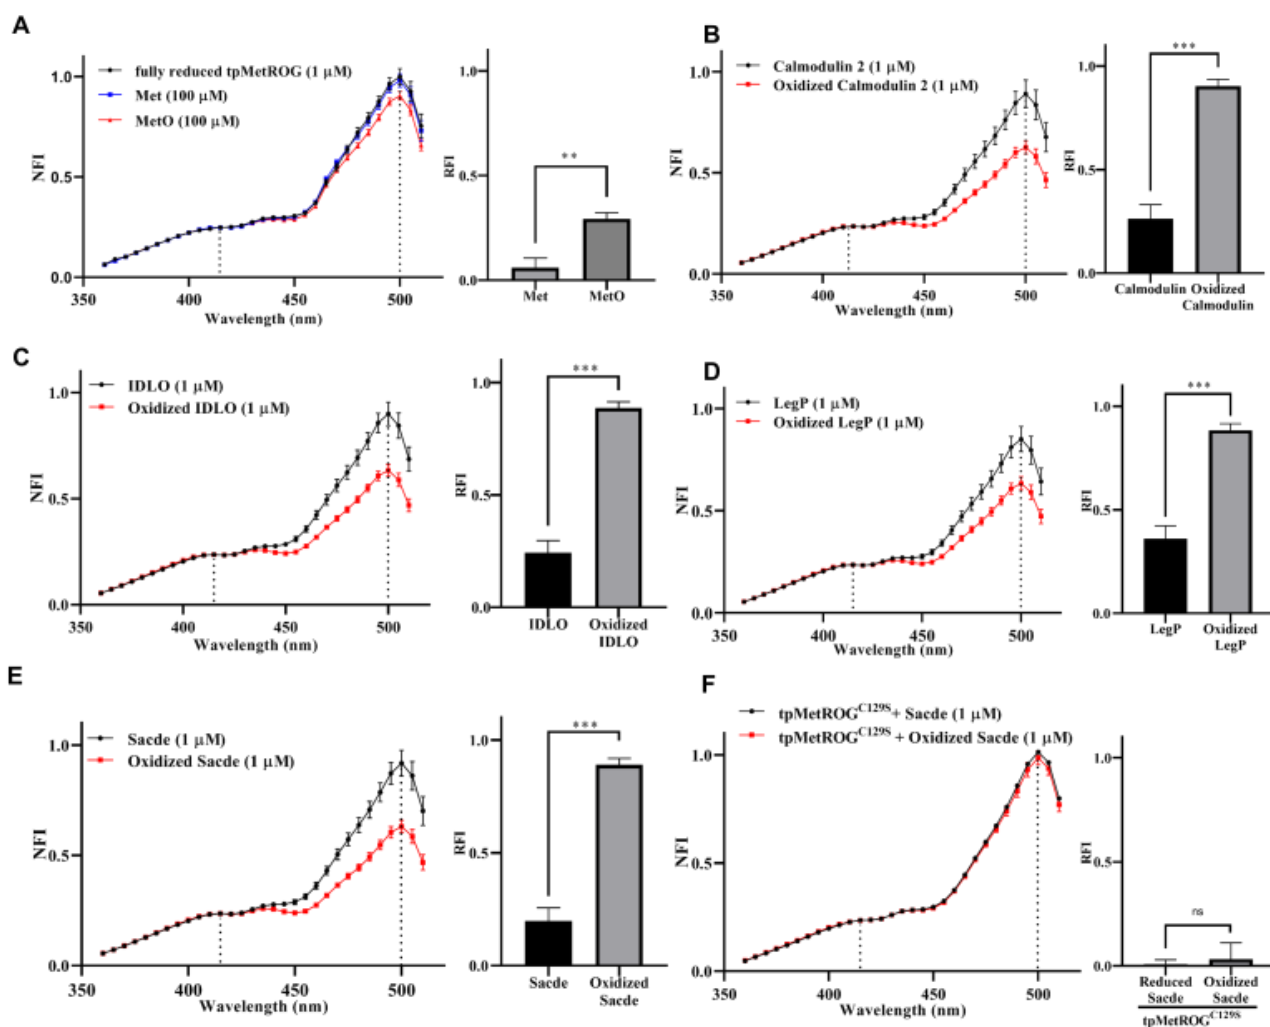 A
fully reduced tpMetROG (1 μM)
Met (100 μM)
MetO (100 μM)
NFI
1.0
0.5
0.0
360
400
450
500
Wavelength (nm)
RFI
1.0
0.5
0.0
**
Met
MetO
B
Calmodulin 2 (1 μM)
Oxidized Calmodulin 2 (1 μM)
NFI
1.0
0.5
0.0
360
400
450
500
Wavelength (nm)
RFI
1.0
0.5
0.0
***
Calmodulin
Oxidized
Calmodulin
C
IDLO (1 μM)
Oxidized IDLO (1 μM)
NFI
1.0
0.5
0.0
350
400
450
500
Wavelength (nm)
RFI
1.0
0.5
0.0
***
IDLO
Oxidized
IDLO
D
LegP (1 μM)
Oxidized LegP (1 μM)
NFI
1.0
0.5
0.0
350
400
450
500
Wavelength (nm)
RFI
1.0
0.5
0.0
***
LegP
Oxidized
LegP
E
Sacde (1 μM)
Oxidized Sacde (1 μM)
NFI
1.0
0.5
0.0
350
400
450
500
Wavelength (nm)
RFI
1.0
0.5
0.0
***
Sacde
Oxidized
Sacde
F
tpMetROG^C129S + Sacde (1 μM)
tpMetROG^C129S + Oxidized Sacde (1 μM)
NFI
1.0
0.5
0.0
350
400
450
500
Wavelength (nm)
RFI
1.0
0.5
0.0
ns
Reduced
Sacde
Oxidized
Sacde
tpMetROG^C129S